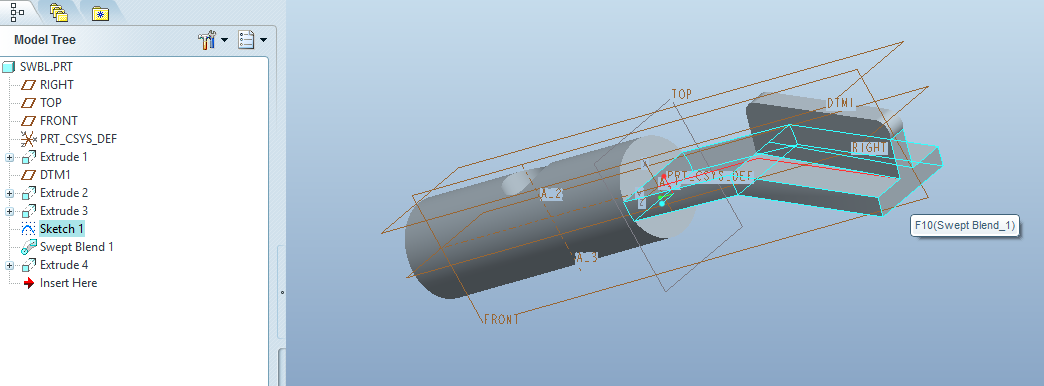 Model Tree
SWBL.PRT
RIGHT
TOP
FRONT
PRT_CSYS_DEF
Extrude 1
DTM1
Extrude 2
Extrude 3
Sketch 1
Swept Blend 1
Extrude 4
Insert Here
TOP
DTM1
RIGHT
PRT_CSYS_DEF
A_2
A_3
FRONT
F10(Swept Blend_1)